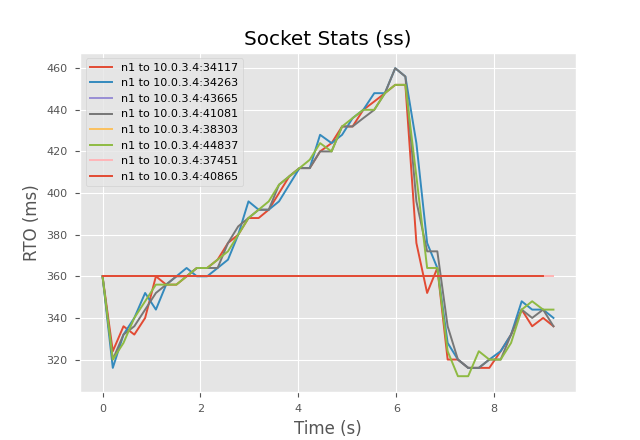 Socket Stats (ss)
n1 to 10.0.3.4:34117
n1 to 10.0.3.4:34263
n1 to 10.0.3.4:43665
n1 to 10.0.3.4:41081
n1 to 10.0.3.4:38303
n1 to 10.0.3.4:44837
n1 to 10.0.3.4:37451
n1 to 10.0.3.4:40865
RTO (ms)
460
440
420
400
380
360
340
320
0 2 4 6 8
Time (s)